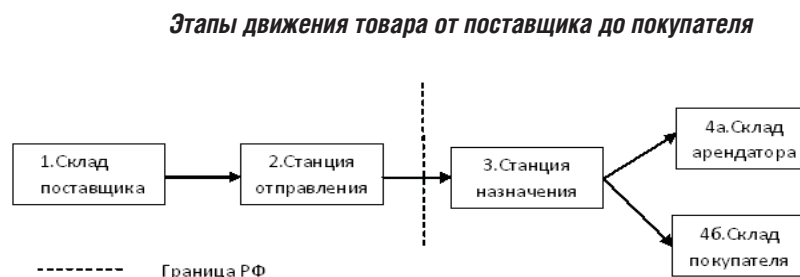 Этапы движения товара от поставщика до покупателя
1.Склад
поставщика
2.Станция
отправления
3.Станция
назначения
4а.Склад
арендатора
4б.Склад
покупателя
Граница РФ